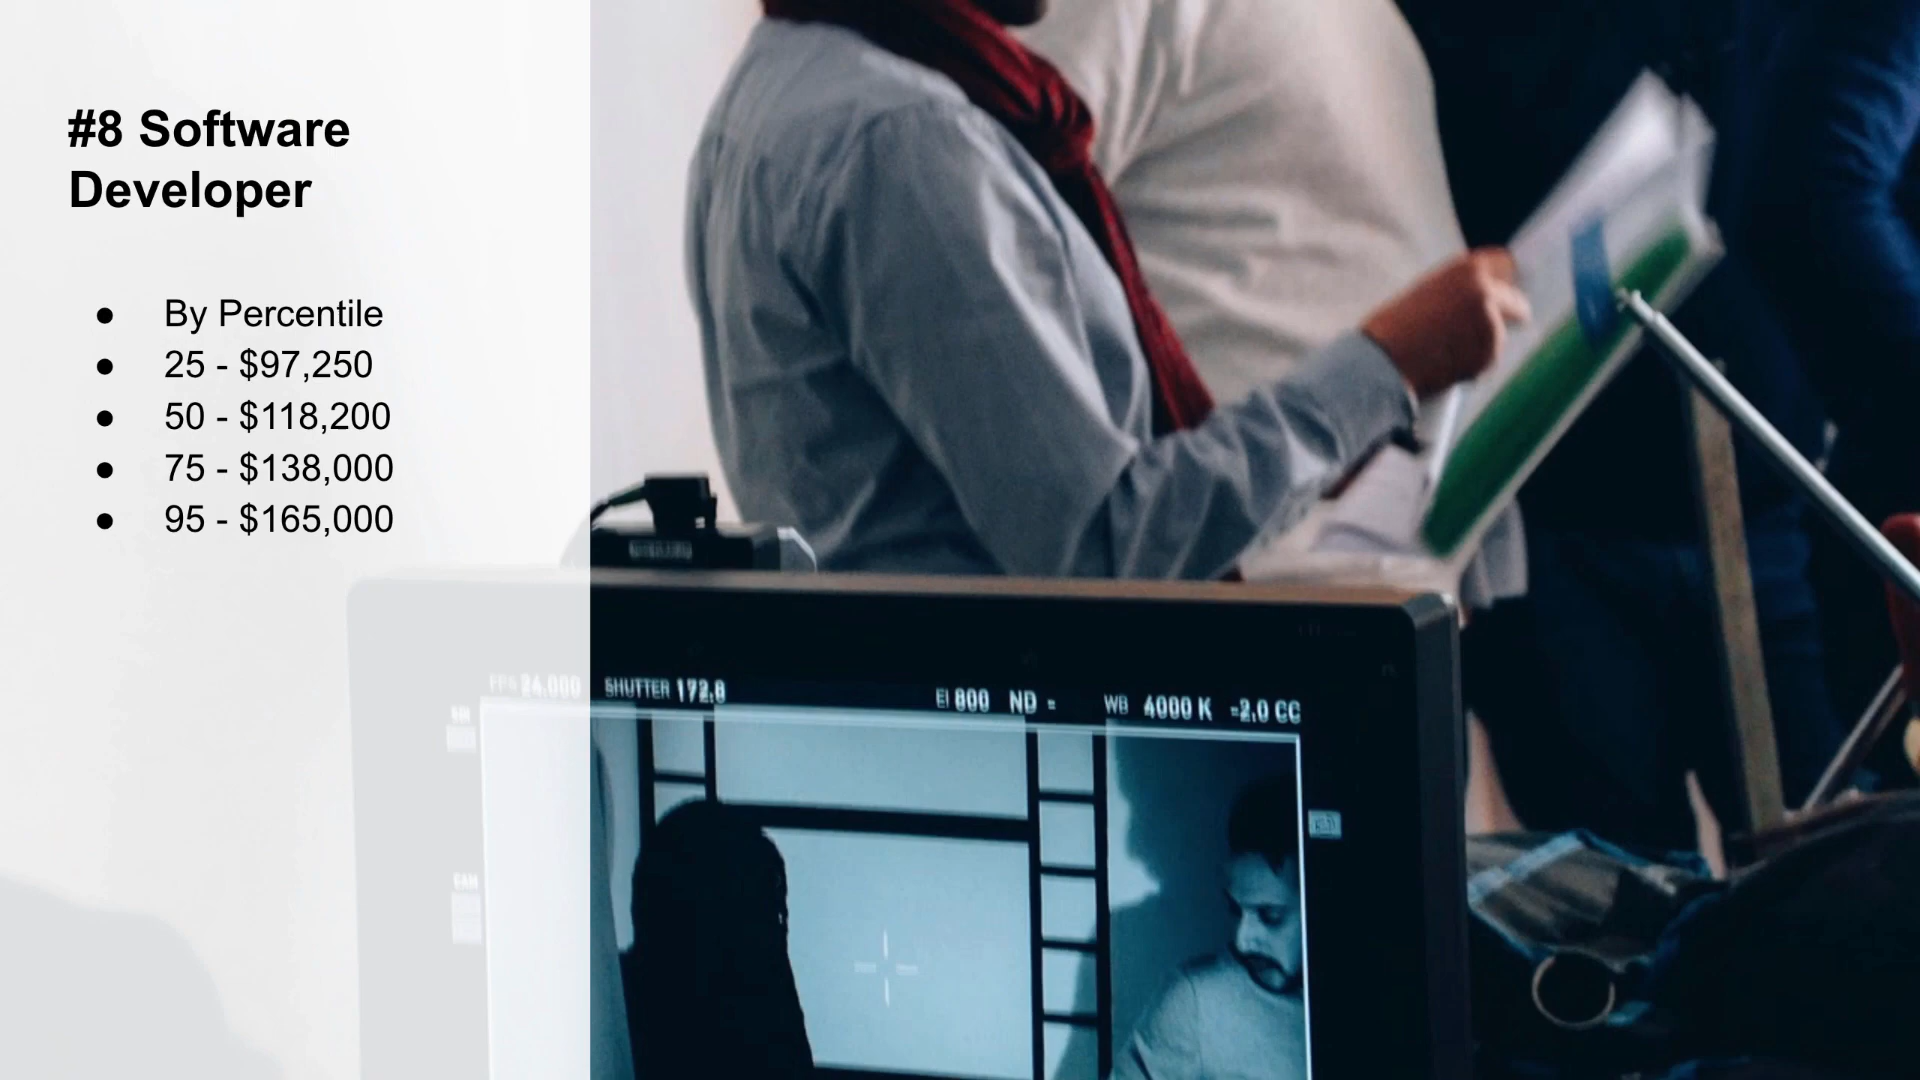 #8 Software
Developer
● By Percentile
● 25 - $97,250
● 50 - $118,200
● 75 - $138,000
● 95 - $165,000
FPS 24.000 SHUTTER 172.8 EI 800 ND - WB 4000 K -2.0 CC
CAM